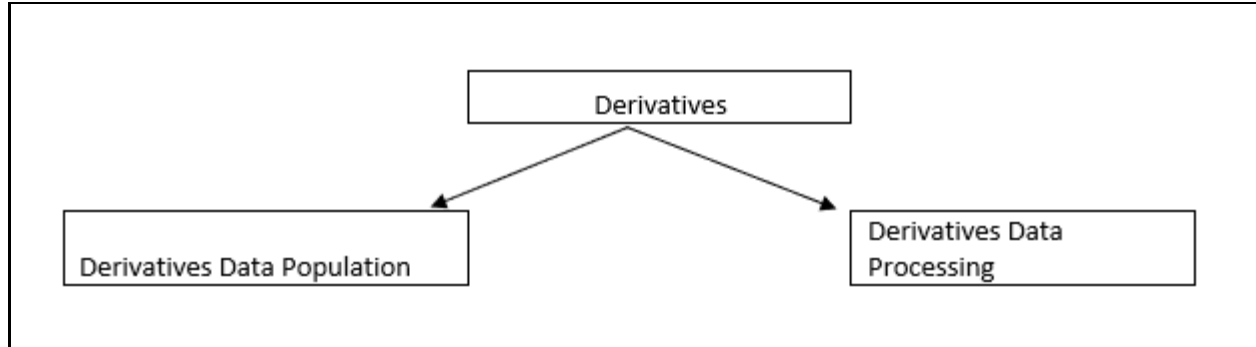 Derivatives
Derivatives Data Population
Derivatives Data
Processing